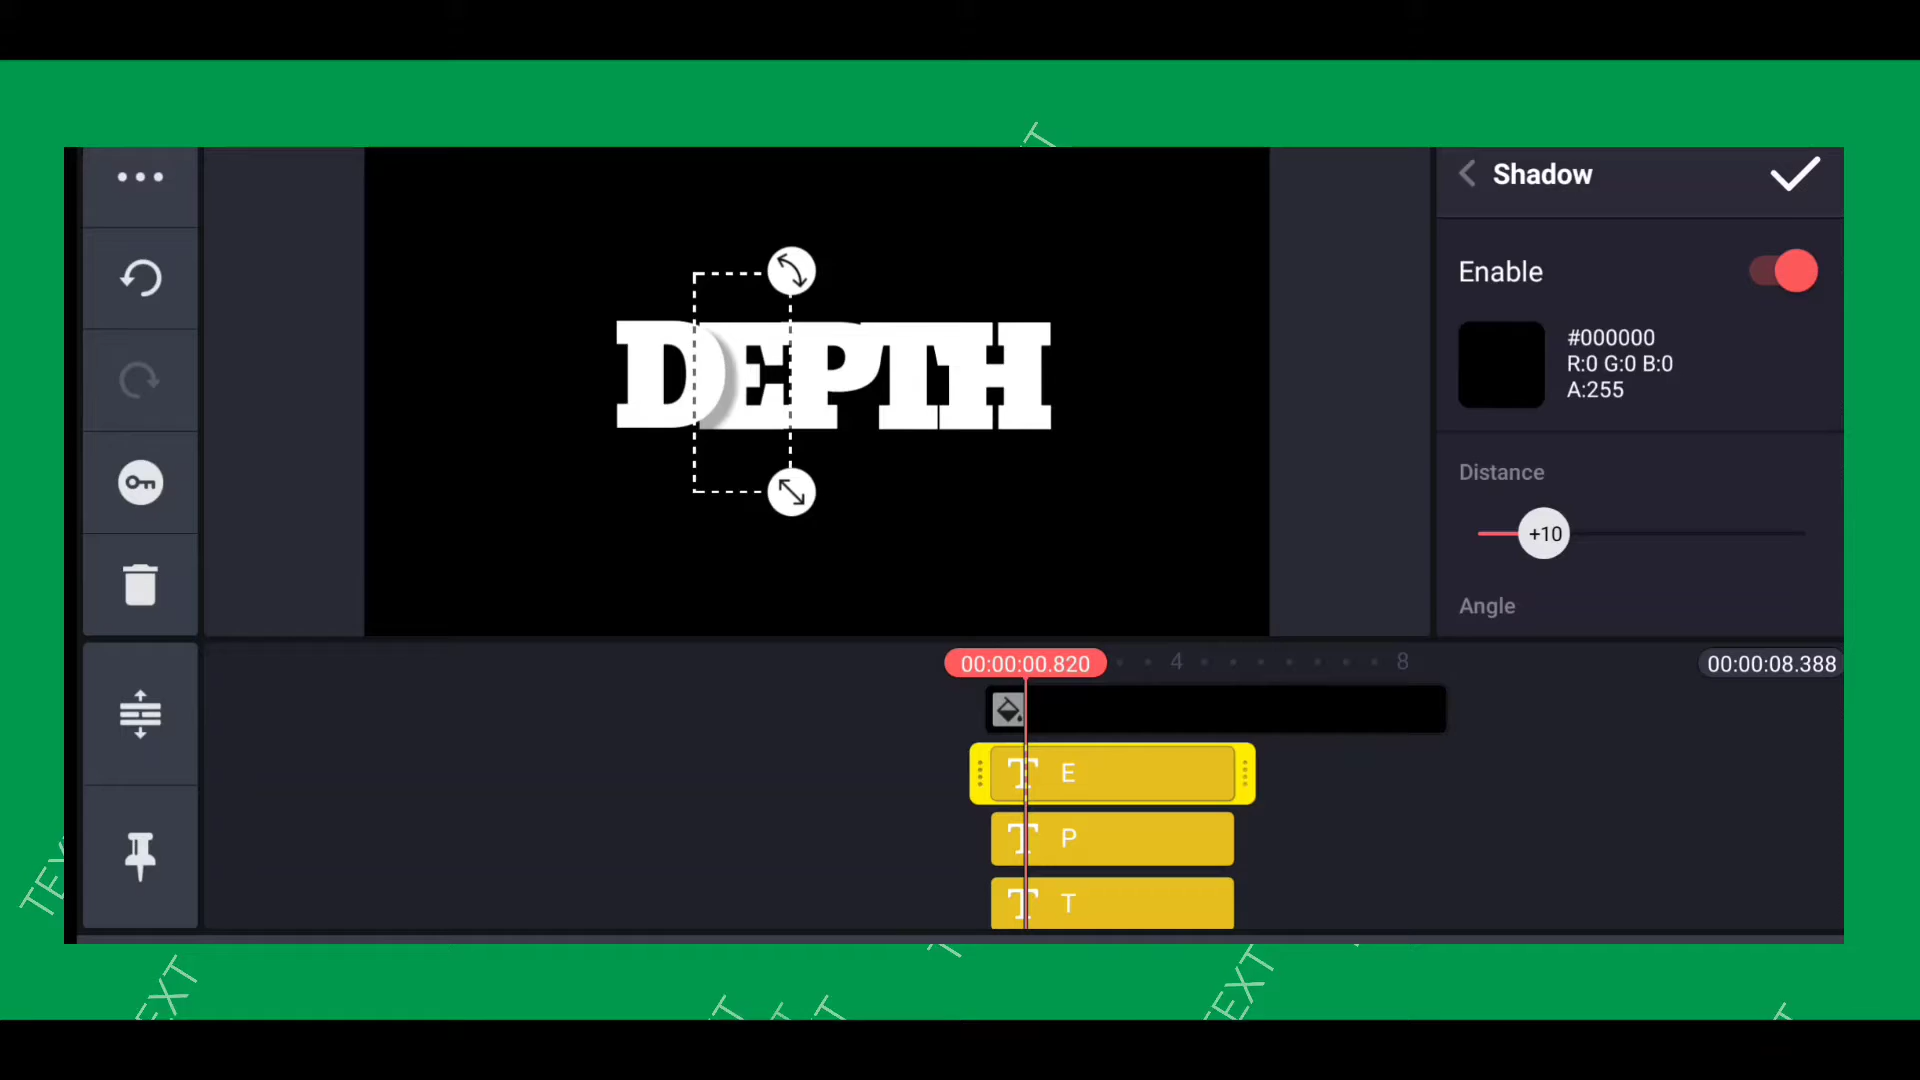 Shadow
Enable
#000000
R:0 G:0 B:0
A:255
DEPTH
Distance
+10
Angle
00:00:00.820
4
8
00:00:08.388
E
P
T
TEXT
TEXT
TEXT